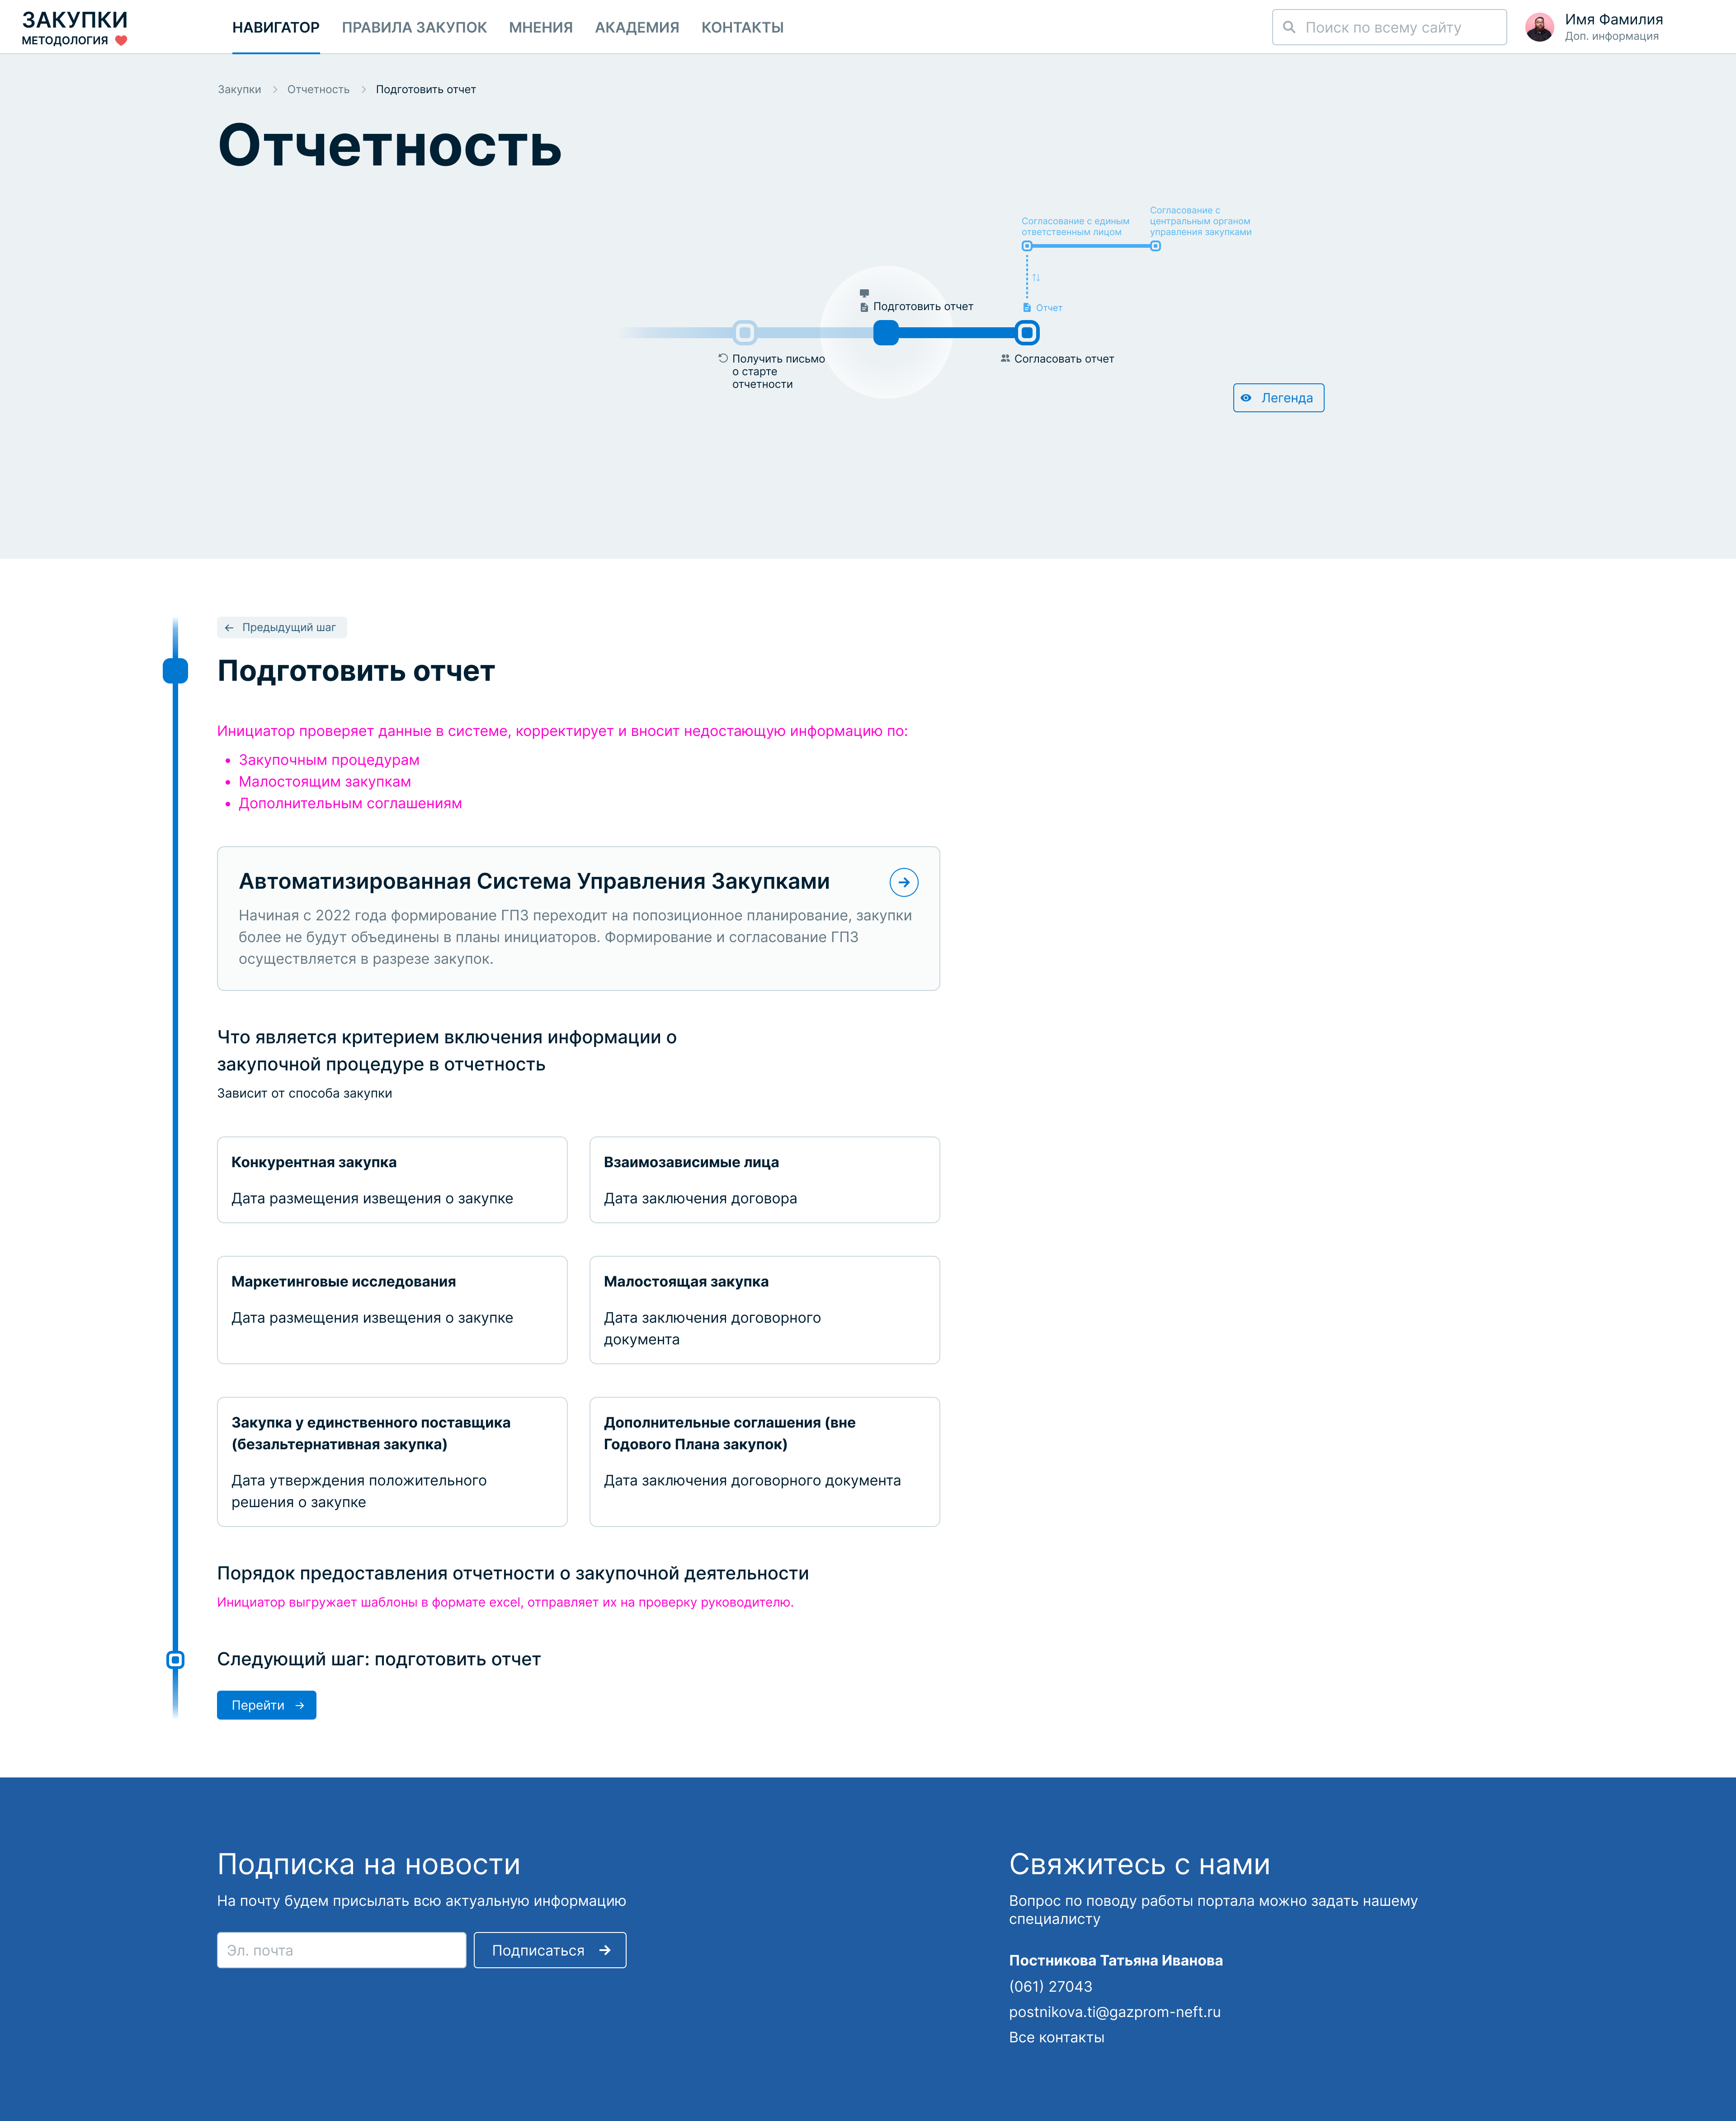 ЗАКУПКИ
МЕТОДОЛОГИЯ
НАВИГАТОР
ПРАВИЛА ЗАКУПОК
МНЕНИЯ
АКАДЕМИЯ
КОНТАКТЫ
Поиск по всему сайту
Имя Фамилия
Доп. информация
Закупки
Отчетность
Подготовить отчет
Отчетность
Согласование с единым
ответственным лицом
Согласование с
центральным органом
управления закупками
Отчет
Подготовить отчет
Получить письмо
о старте
отчетности
Согласовать отчет
Легенда
Предыдущий шаг
Подготовить отчет
Инициатор проверяет данные в системе, корректирует и вносит недостающую информацию по:
• Закупочным процедурам
• Малостоящим закупкам
• Дополнительным соглашениям
Автоматизированная Система Управления Закупками
Начиная с 2022 года формирование ГПЗ переходит на попозиционное планирование, закупки
более не будут объединены в планы инициаторов. Формирование и согласование ГПЗ
осуществляется в разрезе закупок.
Что является критерием включения информации о
закупочной процедуре в отчетность
Зависит от способа закупки
Конкурентная закупка
Дата размещения извещения о закупке
Взаимозависимые лица
Дата заключения договора
Маркетинговые исследования
Дата размещения извещения о закупке
Малостоящая закупка
Дата заключения договорного
документа
Закупка у единственного поставщика
(безальтернативная закупка)
Дата утверждения положительного
решения о закупке
Дополнительные соглашения (вне
Годового Плана закупок)
Дата заключения договорного документа
Порядок предоставления отчетности о закупочной деятельности
Инициатор выгружает шаблоны в формате excel, отправляет их на проверку руководителю.
Следующий шаг: подготовить отчет
Перейти
Подписка на новости
На почту будем присылать всю актуальную информацию
Эл. почта
Подписаться
Свяжитесь с нами
Вопрос по поводу работы портала можно задать нашему
специалисту
Постникова Татьяна Иванова
(061) 27043
postnikova.ti@gazprom-neft.ru
Все контакты